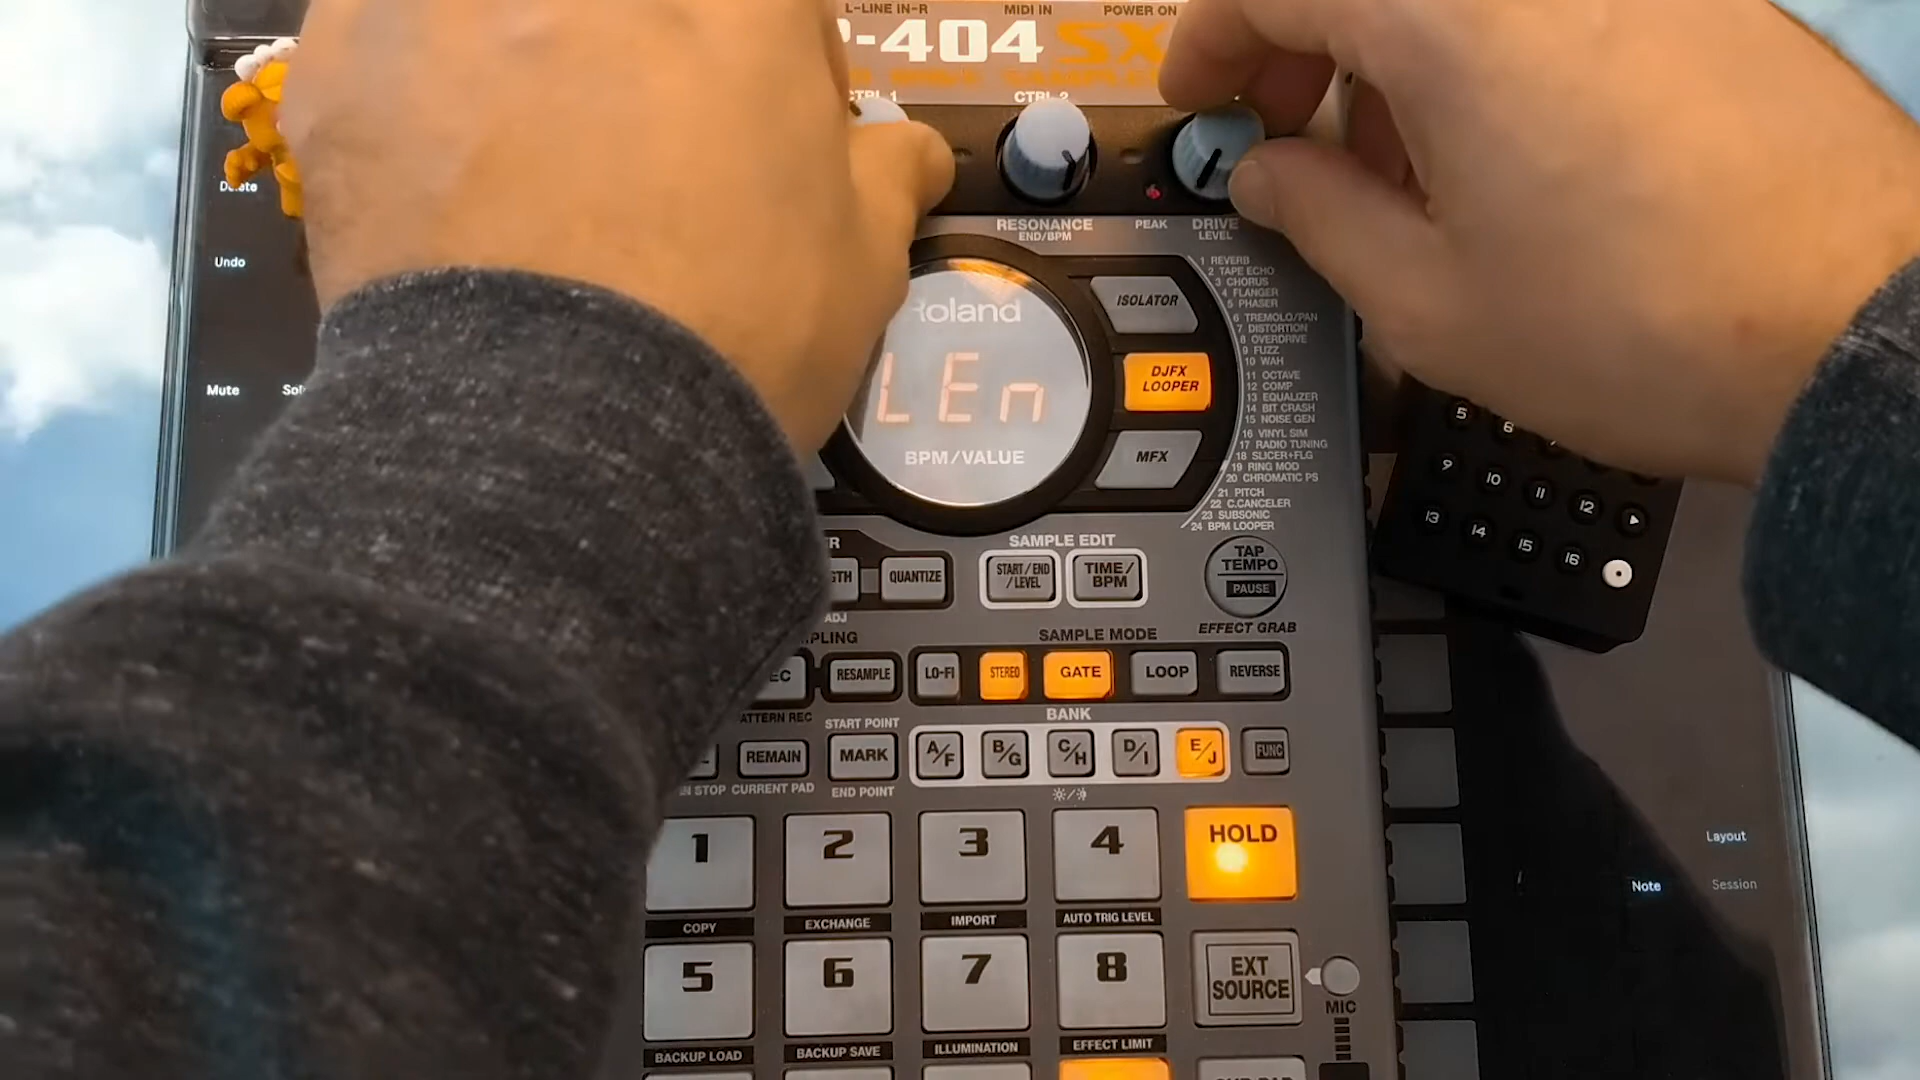 L-LINE IN-R MIDI IN POWER ON
-404 SX
CTRL 1 CTRL 2
Delete
RESONANCE
END/BPM
PEAK
DRIVE
LEVEL
Undo
Roland
LEn
BPM/VALUE
ISOLATOR
DJFX
LOOPER
MFX
1 REVERB
2 TAPE ECHO
3 CHORUS
4 FLANGER
5 PHASER
6 TREMOLO/PAN
7 DISTORTION
8 OVERDRIVE
9 FUZZ
10 WAH
11 OCTAVE
12 COMP
13 EQUALIZER
14 BIT CRASH
15 NOISE GEN
16 VINYL SIM
17 RADIO TUNING
18 SLICER+FLG
19 RING MOD
20 CHROMATIC PS
21 PITCH
22 C.CANCELER
23 SUBSONIC
24 BPM LOOPER
Mute
5 6
9 10 11 12
13 14 15 16
SAMPLE EDIT
QUANTIZE
START/END
/LEVEL
TIME/
BPM
TAP
TEMPO
PAUSE
EFFECT GRAB
ADJ
SAMPLE MODE
RESAMPLE LO-FI STEREO GATE LOOP REVERSE
START POINT
BANK
REMAIN MARK A/F B/G C/H D/I E/J FUNC
STOP CURRENT PAD END POINT
1 2 3 4 HOLD
COPY EXCHANGE IMPORT AUTO TRIG LEVEL
5 6 7 8
EXT
SOURCE
MIC
BACKUP LOAD BACKUP SAVE ILLUMINATION EFFECT LIMIT
Layout
Note Session